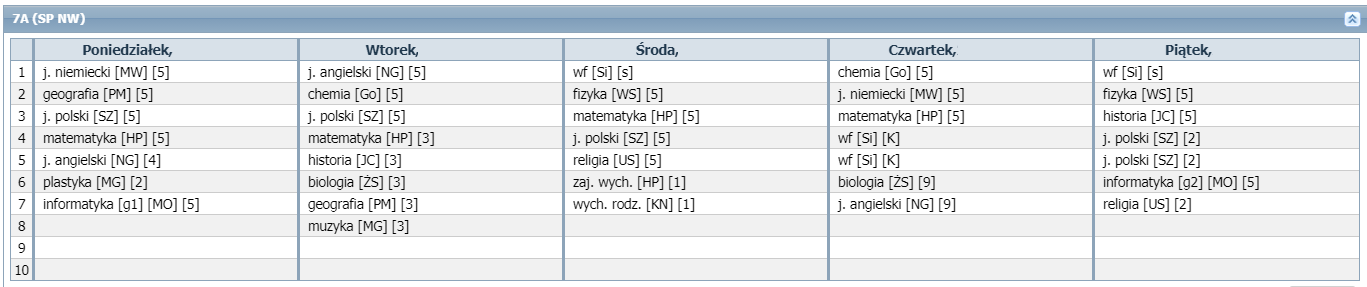 7A (SP NW)
Poniedziałek, Wtorek, Środa, Czwartek, Piątek,
1 j. niemiecki [MW] [5] j. angielski [NG] [5] wf [Si] [s] chemia [Go] [5] wf [Si] [s]
2 geografia [PM] [5] chemia [Go] [5] fizyka [WS] [5] j. niemiecki [MW] [5] fizyka [WS] [5]
3 j. polski [SZ] [5] j. polski [SZ] [5] matematyka [HP] [5] matematyka [HP] [5] historia [JC] [5]
4 matematyka [HP] [5] matematyka [HP] [3] j. polski [SZ] [5] wf [Si] [K] j. polski [SZ] [2]
5 j. angielski [NG] [4] historia [JC] [3] religia [US] [5] wf [Si] [K] j. polski [SZ] [2]
6 plastyka [MG] [2] biologia [ŻS] [3] zaj. wych. [HP] [1] biologia [ŻS] [9] informatyka [g2] [MO] [5]
7 informatyka [g1] [MO] [5] geografia [PM] [3] wych. rodz. [KN] [1] j. angielski [NG] [9] religia [US] [2]
8 muzyka [MG] [3]
9
10